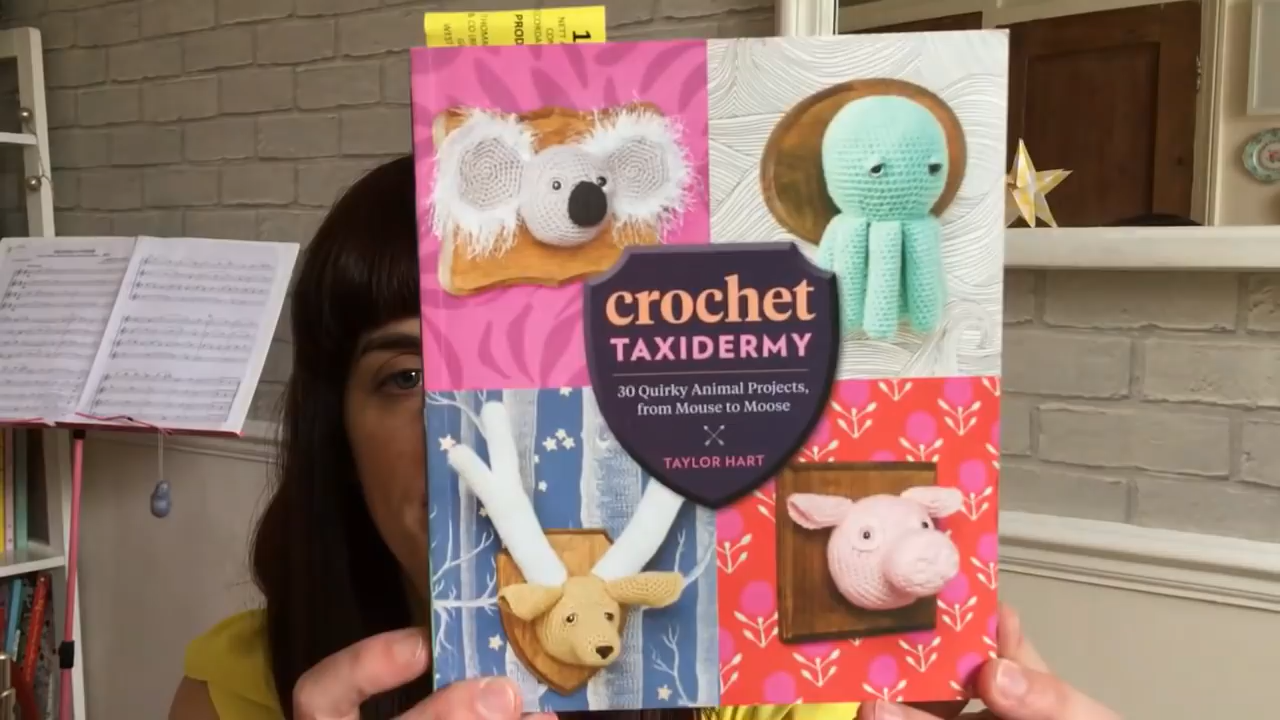 crochet
TAXIDERMY
30 Quirky Animal Projects,
from Mouse to Moose
TAYLOR HART